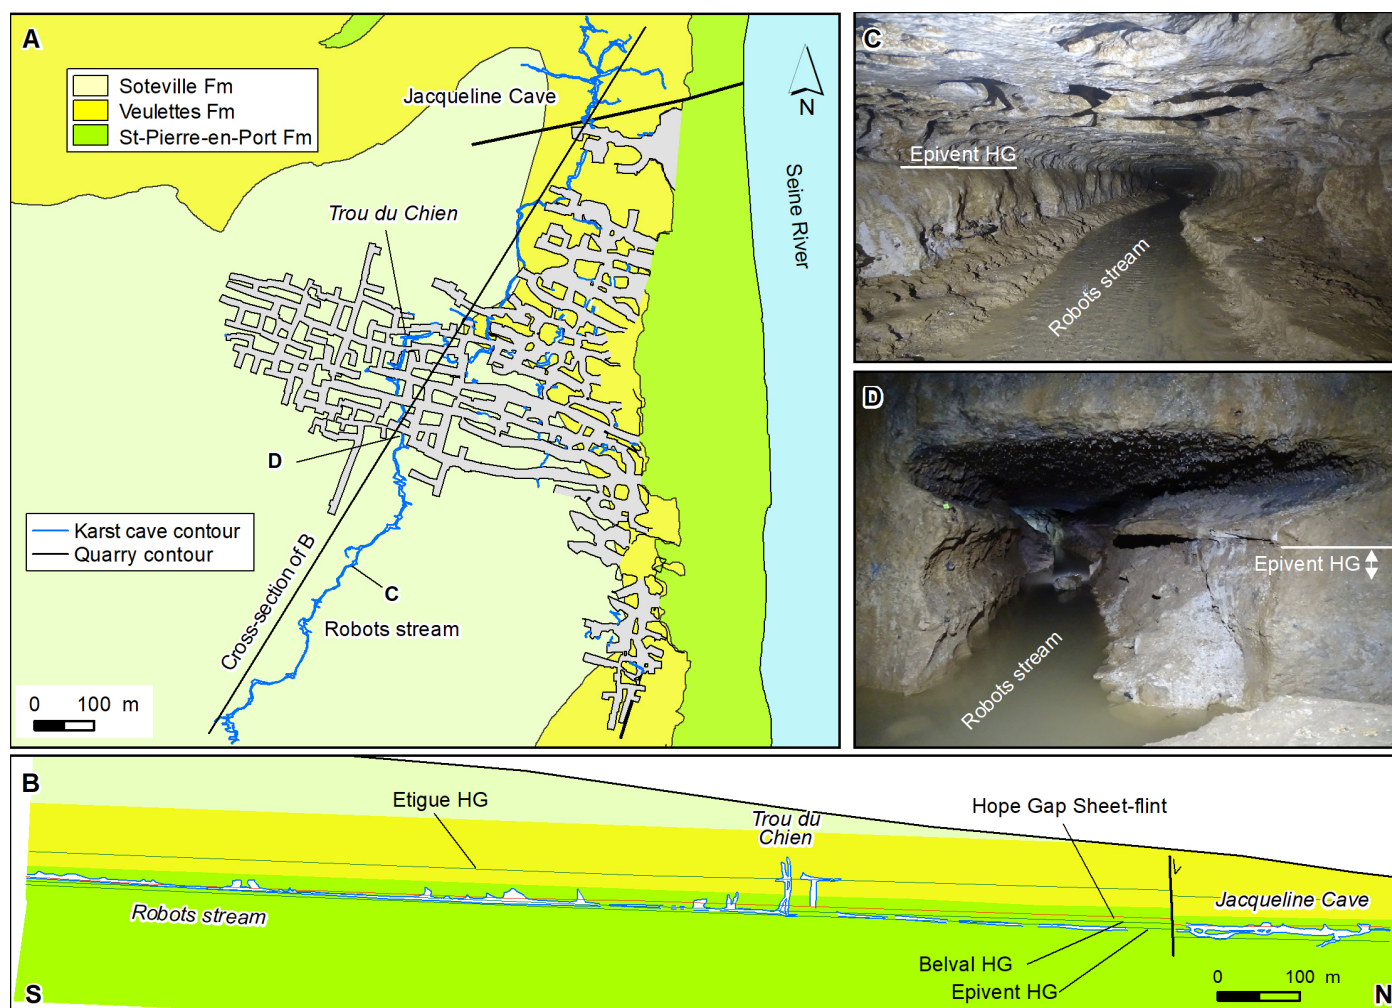 A
Soteville Fm
Veulettes Fm
St-Pierre-en-Port Fm
Jacqueline Cave
N
Seine River
Trou du Chien
D
Karst cave contour
Quarry contour
Cross-section of B
C
Robots stream
0 100 m
C
Epivent HG
Robots stream
D
Epivent HG
Robots stream
B
Etigue HG
Trou du
Chien
Hope Gap Sheet-flint
Robots stream
Jacqueline Cave
Belval HG
Epivent HG
0 100 m
S
N